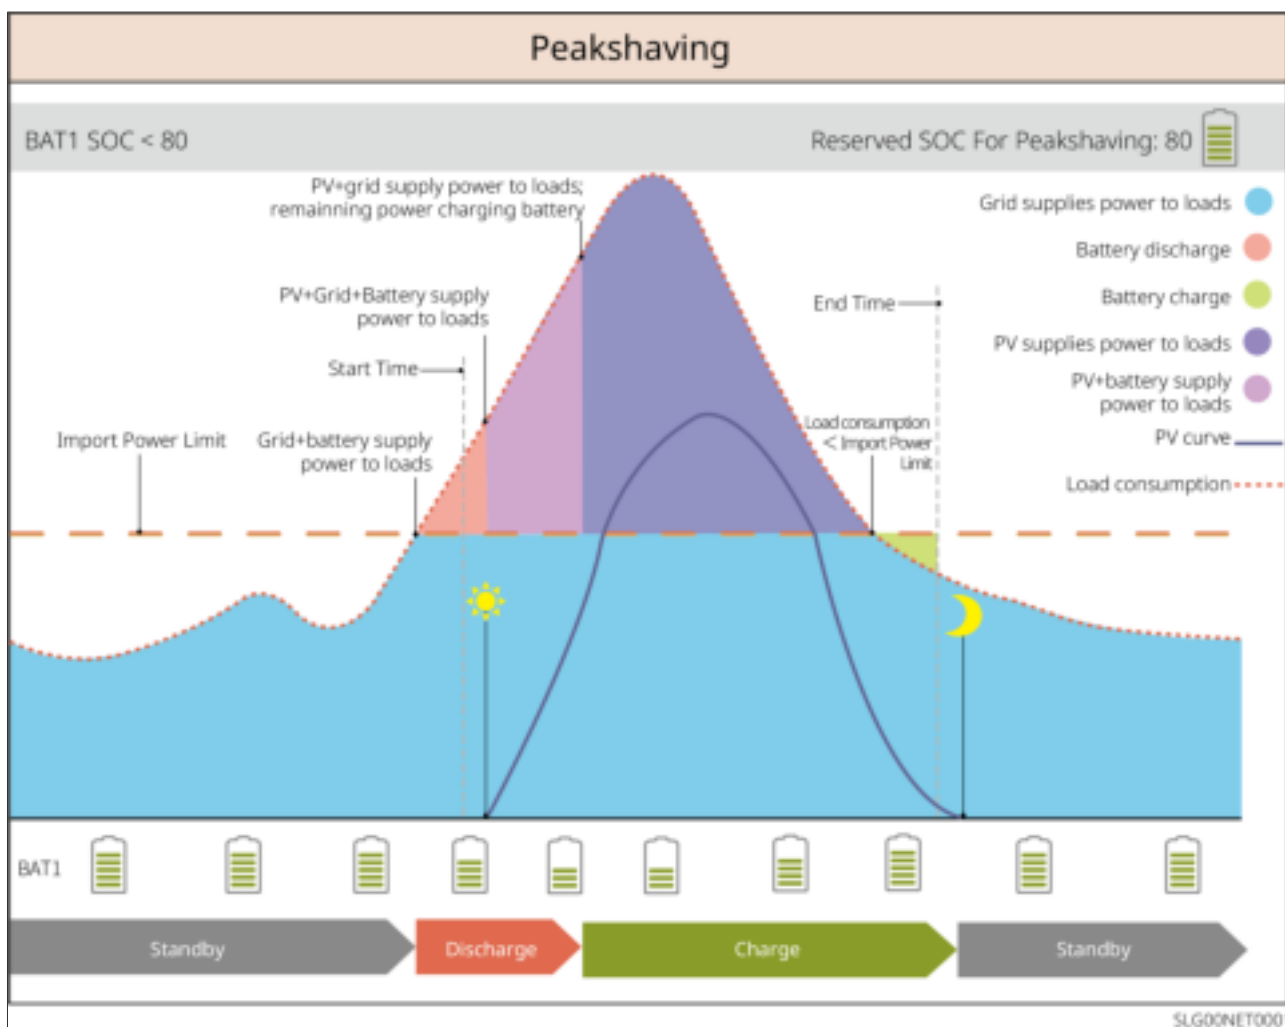 Peakshaving
BAT1 SOC < 80
Reserved SOC For Peakshaving: 80
PV+grid supply power to loads;
remainning power charging battery
Grid supplies power to loads
Battery discharge
PV+Grid+Battery supply
power to loads
Battery charge
End Time
PV supplies power to loads
Start Time
PV+battery supply
power to loads
Import Power Limit
Grid+battery supply
power to loads
Load consumption
< Import Power
Limit
PV curve
Load consumption
BAT1
Standby
Discharge
Charge
Standby
SLG00NET000